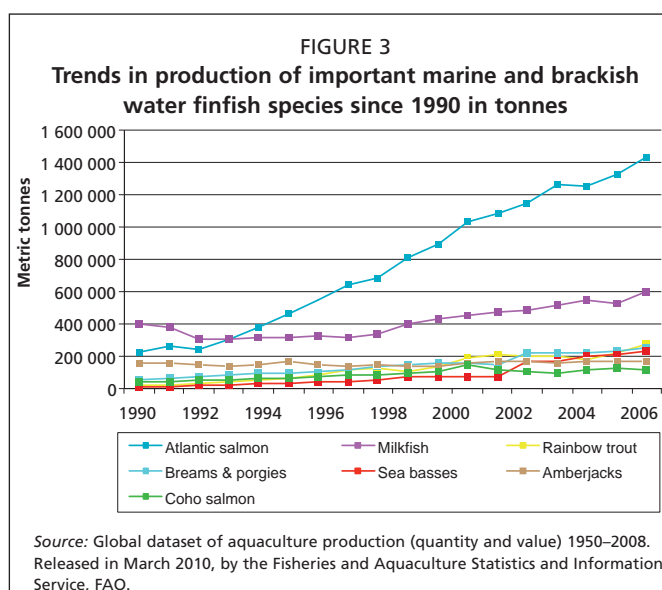 FIGURE 3
Trends in production of important marine and brackish
water finfish species since 1990 in tonnes
Metric tonnes
1 600 000
1 400 000
1 200 000
1 000 000
800 000
600 000
400 000
200 000
0
1990 1992 1994 1996 1998 2000 2002 2004 2006
Atlantic salmon Milkfish Rainbow trout
Breams & porgies Sea basses Amberjacks
Coho salmon
Source: Global dataset of aquaculture production (quantity and value) 1950–2008.
Released in March 2010, by the Fisheries and Aquaculture Statistics and Information
Service, FAO.